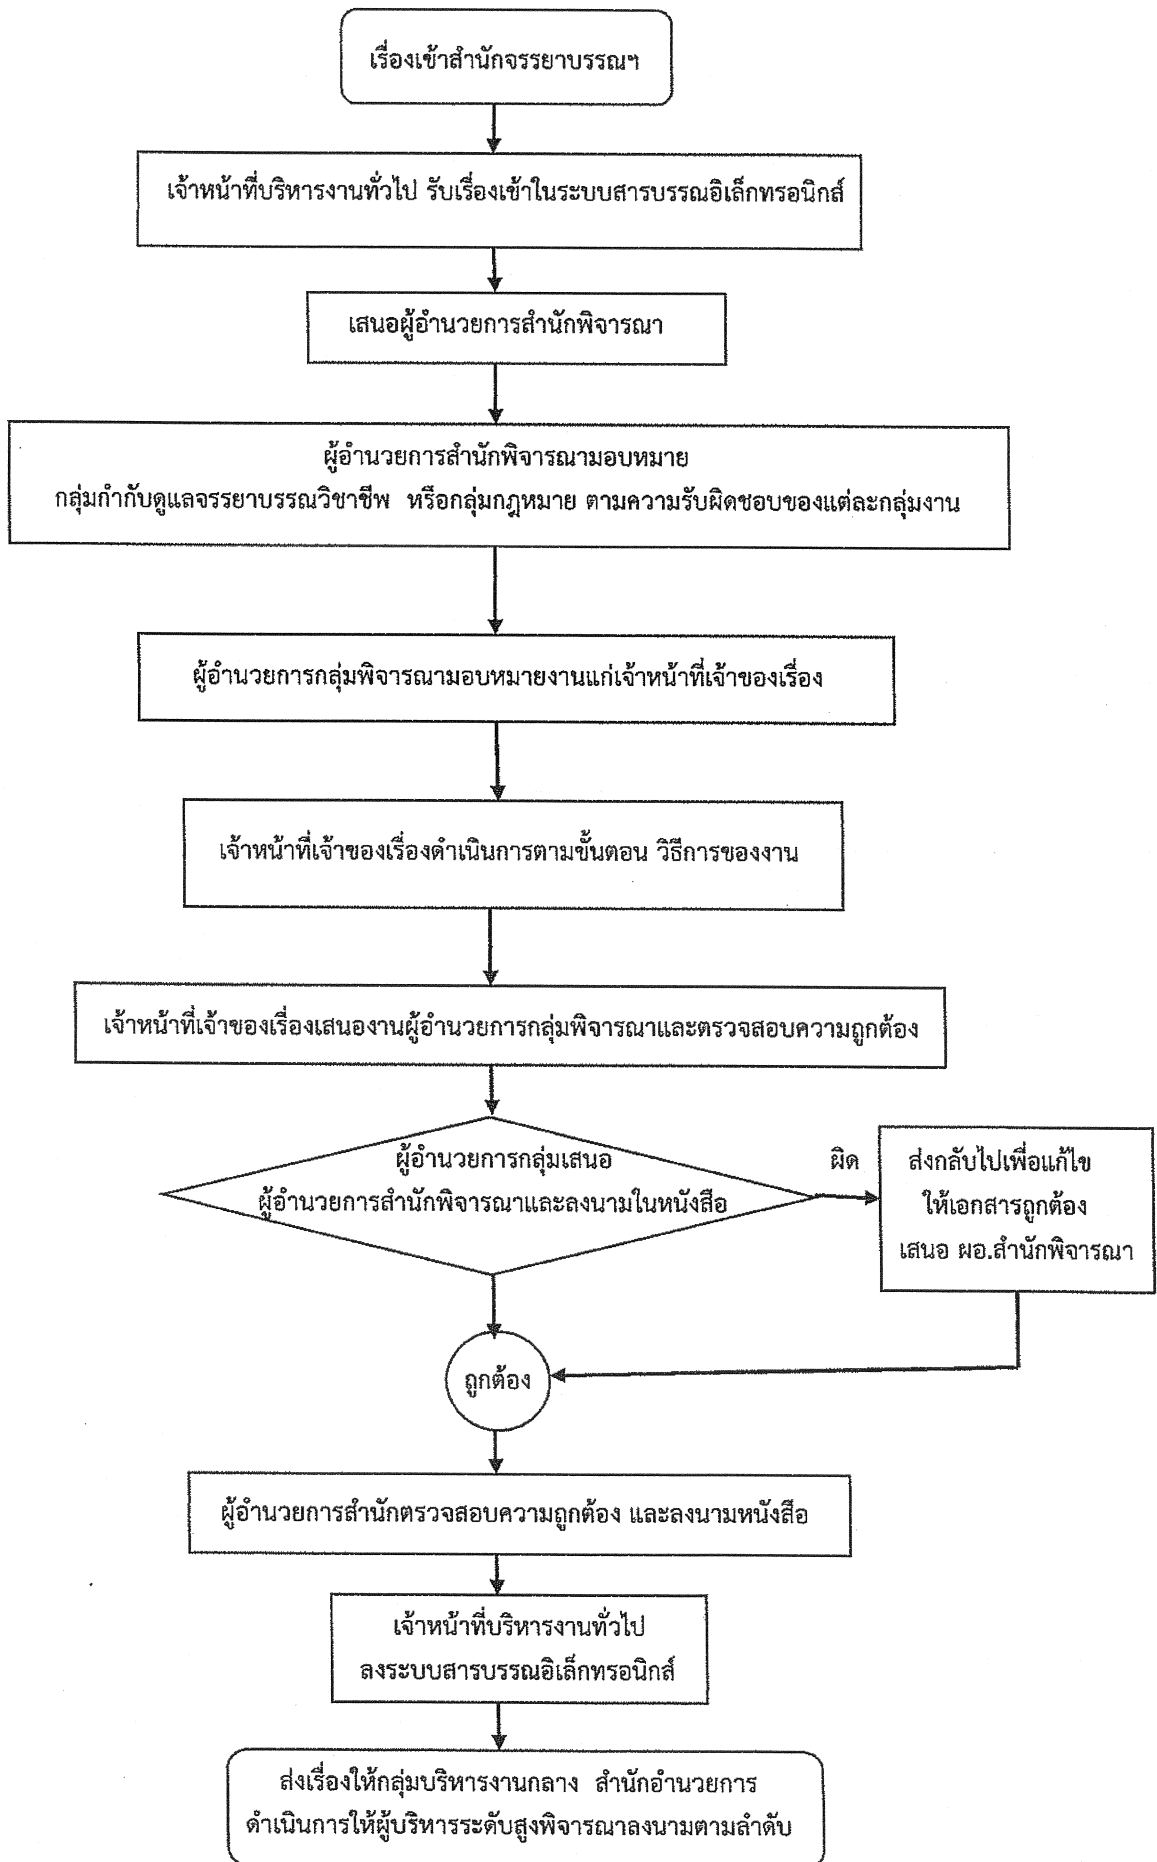 เรื่องเข้าสำนักจรรยาบรรณฯ
เจ้าหน้าที่บริหารงานทั่วไป รับเรื่องเข้าในระบบสารบรรณอิเล็กทรอนิกส์
เสนอผู้อำนวยการสำนักพิจารณา
ผู้อำนวยการสำนักพิจารณามอบหมาย
กลุ่มกำกับดูแลจรรยาบรรณวิชาชีพ หรือกลุ่มกฎหมาย ตามความรับผิดชอบของแต่ละกลุ่มงาน
ผู้อำนวยการกลุ่มพิจารณามอบหมายงานแก่เจ้าหน้าที่เจ้าของเรื่อง
เจ้าหน้าที่เจ้าของเรื่องดำเนินการตามขั้นตอน วิธีการของงาน
เจ้าหน้าที่เจ้าของเรื่องเสนองานผู้อำนวยการกลุ่มพิจารณาและตรวจสอบความถูกต้อง
ผู้อำนวยการกลุ่มเสนอ
ผู้อำนวยการสำนักพิจารณาและลงนามในหนังสือ
ผิด
ส่งกลับไปเพื่อแก้ไข
ให้เอกสารถูกต้อง
เสนอ ผอ.สำนักพิจารณา
ถูกต้อง
ผู้อำนวยการสำนักตรวจสอบความถูกต้อง และลงนามหนังสือ
เจ้าหน้าที่บริหารงานทั่วไป
ลงระบบสารบรรณอิเล็กทรอนิกส์
ส่งเรื่องให้กลุ่มบริหารงานกลาง สำนักอำนวยการ
ดำเนินการให้ผู้บริหารระดับสูงพิจารณาลงนามตามลำดับ